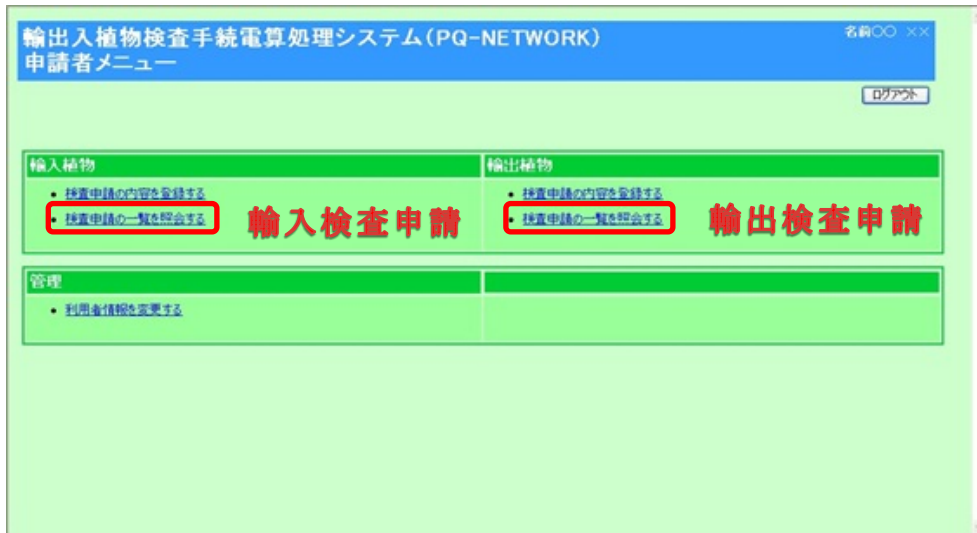 輸出入植物検査手続電算処理システム(PQ-NETWORK)
名前○○ ××
申請者メニュー
ログアウト
輸入植物
輸出植物
・検査申請の内容を登録する
・検査申請の内容を登録する
・検査申請の一覧を照会する
輸入検査申請
・検査申請の一覧を照会する
輸出検査申請
管理
・利用者情報を変更する